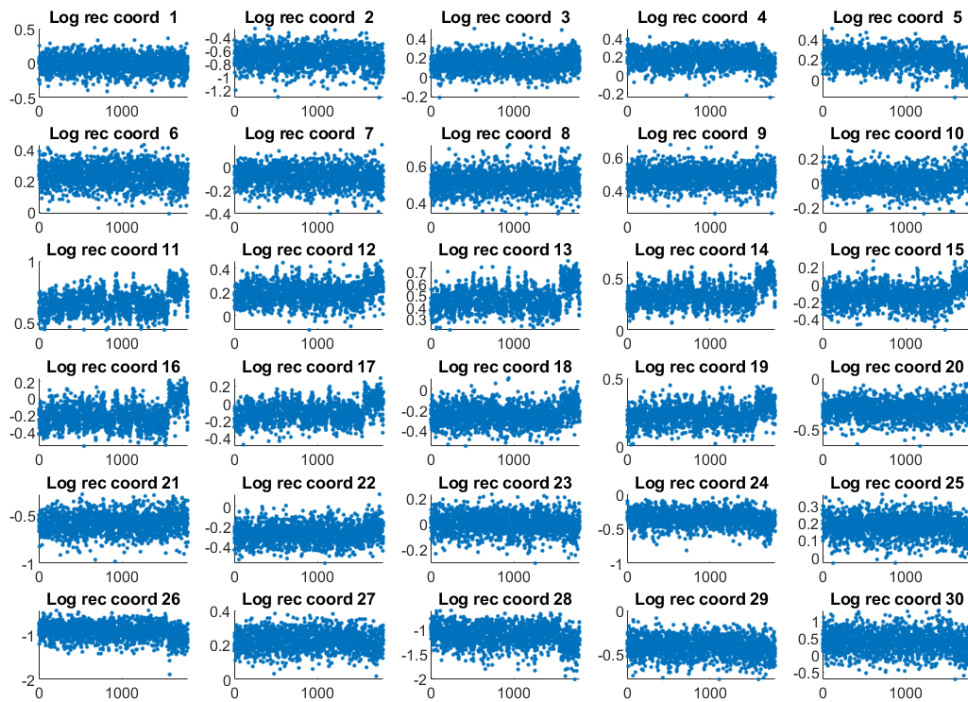 Log rec coord 1 Log rec coord 2 Log rec coord 3 Log rec coord 4 Log rec coord 5
0.5 -0.4 0.4 0.4 0.4
0 -0.6 0.2 0.2 0.2
-0.8 0 0 0
-1
-0.5 -1.2 -0.2 -0.2
0 1000 0 1000 0 1000 0 1000 0 1000
Log rec coord 6 Log rec coord 7 Log rec coord 8 Log rec coord 9 Log rec coord 10
0.4 0 0.6 0.6 0.2
0.2 -0.2 0.4 0.4 0
0 -0.4 -0.2
0 1000 0 1000 0 1000 0 1000 0 1000
Log rec coord 11 Log rec coord 12 Log rec coord 13 Log rec coord 14 Log rec coord 15
1 0.4 0.7 0.5 0.2
0.2 0.6 0
0.5 0 0.5 0 -0.2
0.4 -0.4
0.3
0 1000 0 1000 0 1000 0 1000 0 1000
Log rec coord 16 Log rec coord 17 Log rec coord 18 Log rec coord 19 Log rec coord 20
0.2 0.2 0 0.5 0
0 0 -0.2
-0.2 -0.2 -0.4 0 -0.5
-0.4 -0.4
0 1000 0 1000 0 1000 0 1000 0 1000
Log rec coord 21 Log rec coord 22 Log rec coord 23 Log rec coord 24 Log rec coord 25
-0.5 0 0.2 0 0.3
-0.2 0 -0.5 0.2
-1 -0.4 -0.2 -1 0.1
0
0 1000 0 1000 0 1000 0 1000 0 1000
Log rec coord 26 Log rec coord 27 Log rec coord 28 Log rec coord 29 Log rec coord 30
-1 0.4 -1 0 1
0.2 -1.5 -0.5 0.5
0
-2 0 -2 -0.5
0 1000 0 1000 0 1000 0 1000 0 1000